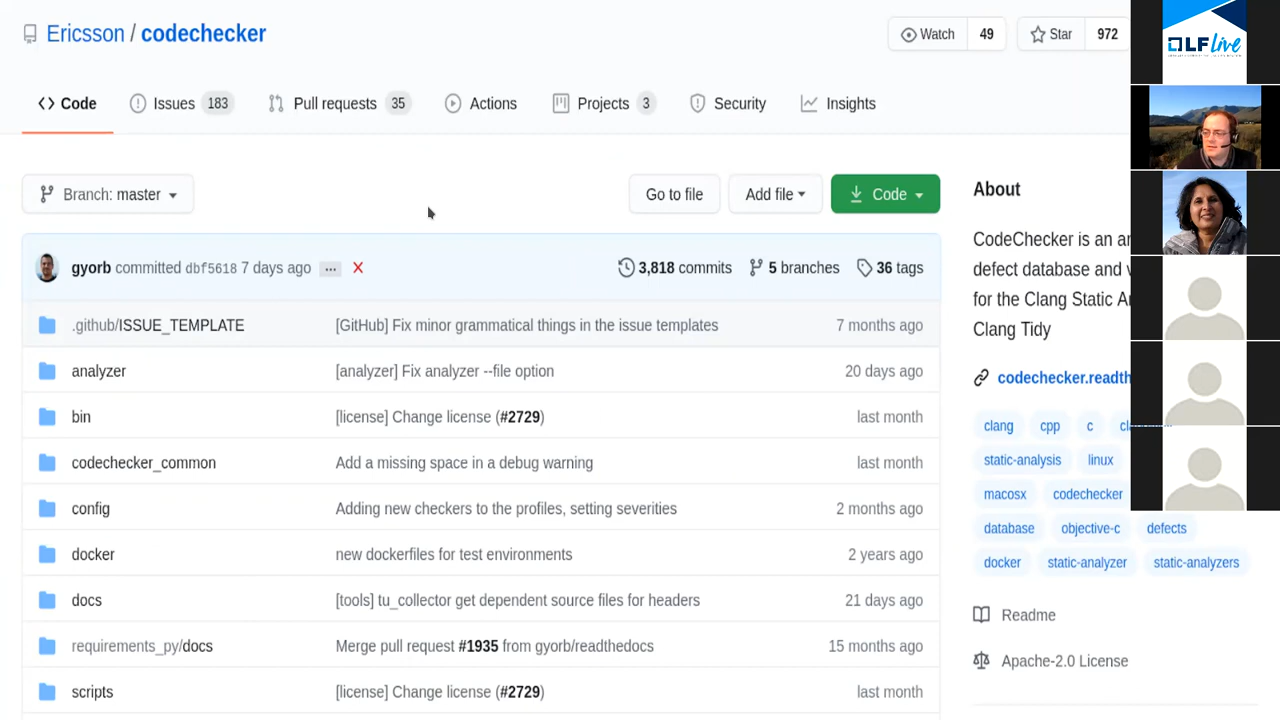 Ericsson / codechecker
Watch 49
Star 972
LF live
Code
Issues 183
Pull requests 35
Actions
Projects 3
Security
Insights
Branch: master
Go to file
Add file
Code
gyorb committed dbf5618 7 days ago ...
3,818 commits
5 branches
36 tags
.github/ISSUE_TEMPLATE [GitHub] Fix minor grammatical things in the issue templates 7 months ago
analyzer [analyzer] Fix analyzer --file option 20 days ago
bin [license] Change license (#2729) last month
codechecker_common Add a missing space in a debug warning last month
config Adding new checkers to the profiles, setting severities 2 months ago
docker new dockerfiles for test environments 2 years ago
docs [tools] tu_collector get dependent source files for headers 21 days ago
requirements_py/docs Merge pull request #1935 from gyorb/readthedocs 15 months ago
scripts [license] Change license (#2729) last month
About
CodeChecker is an
defect database and
for the Clang Static
Clang Tidy
codechecker.readth
clang cpp c
static-analysis linux
macosx codechecker
database objective-c defects
docker static-analyzer static-analyzers
Readme
Apache-2.0 License